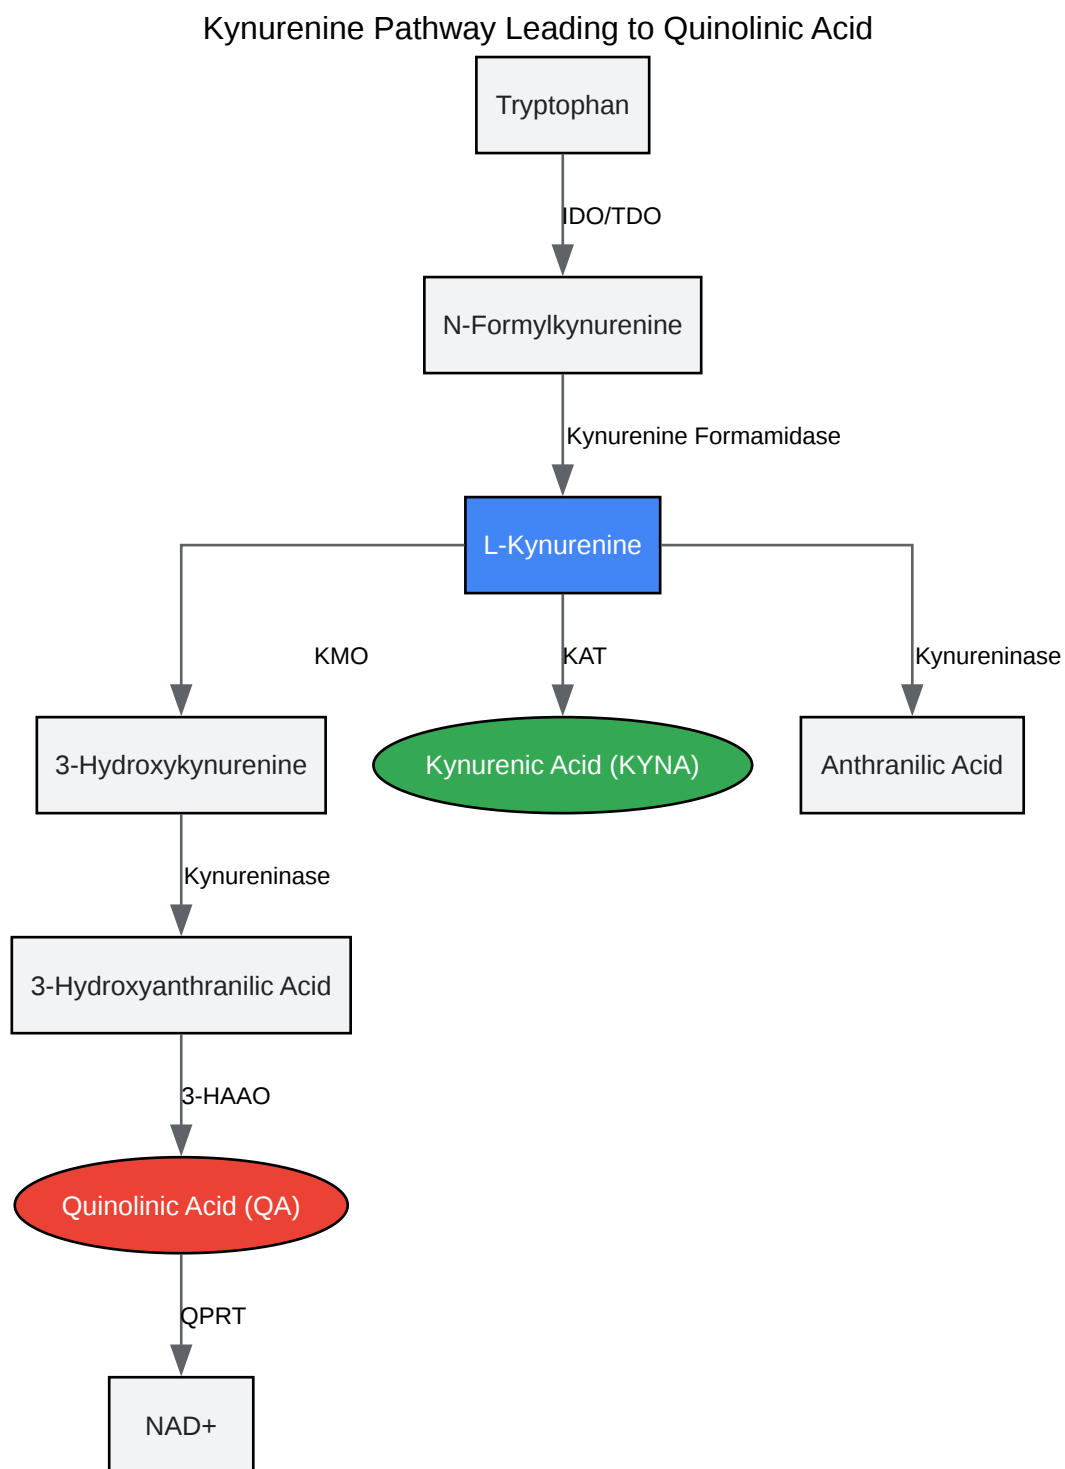 Kynurenine Pathway Leading to Quinolinic Acid
Tryptophan
IDO/TDO
N-Formylkynurenine
Kynurenine Formamidase
L-Kynurenine
KMO
KAT
Kynureninase
3-Hydroxykynurenine
Kynurenic Acid (KYNA)
Anthranilic Acid
Kynureninase
3-Hydroxyanthranilic Acid
3-HAAO
Quinolinic Acid (QA)
QPRT
NAD+